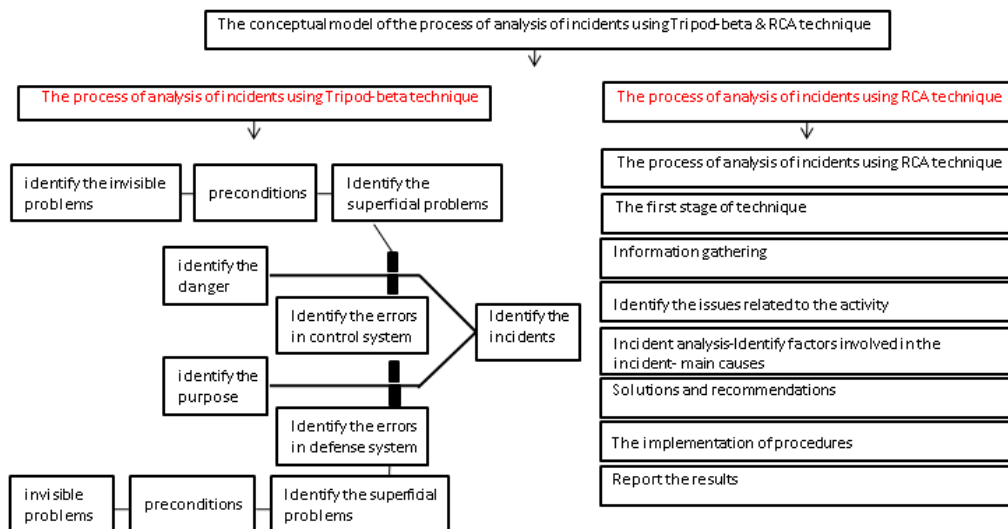 The conceptual model of the process of analysis of incidents using Tripod-beta & RCA technique
The process of analysis of incidents using Tripod-beta technique
identify the invisible
problems
preconditions
Identify the
superficial problems
identify the
danger
Identify the errors
in control system
Identify the
incidents
identify the
purpose
Identify the errors
in defense system
invisible
problems
preconditions
Identify the superficial
problems
The process of analysis of incidents using RCA technique
The process of analysis of incidents using RCA technique
The first stage of technique
Information gathering
Identify the issues related to the activity
Incident analysis-Identify factors involved in the
incident- main causes
Solutions and recommendations
The implementation of procedures
Report the results